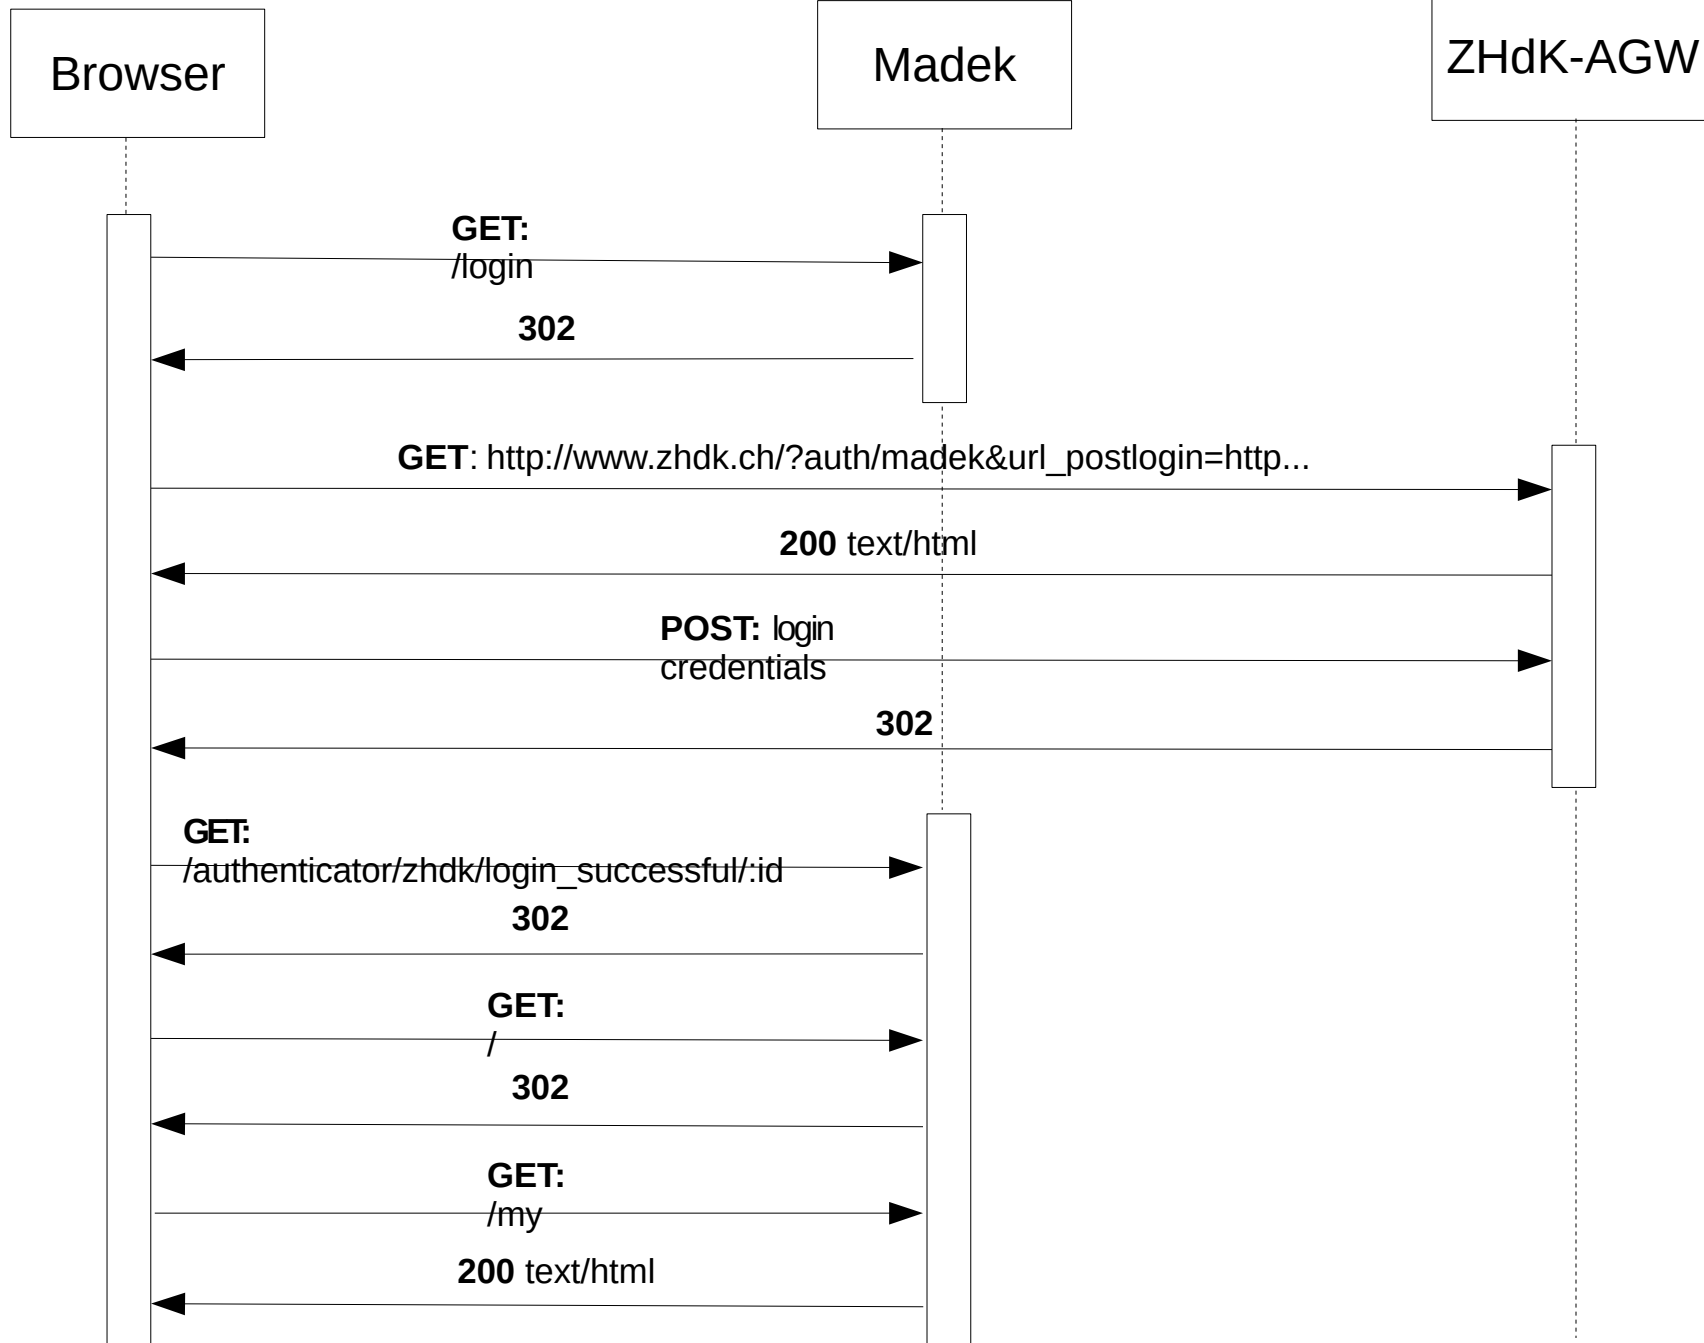 Browser
Madek
ZHdK-AGW
GET:
/login
302
GET: http://www.zhdk.ch/?auth/madek&url_postlogin=http...
200 text/html
POST: login
credentials
302
GET:
/authenticator/zhdk/login_successful/:id
302
GET:
/
302
GET:
/my
200 text/html